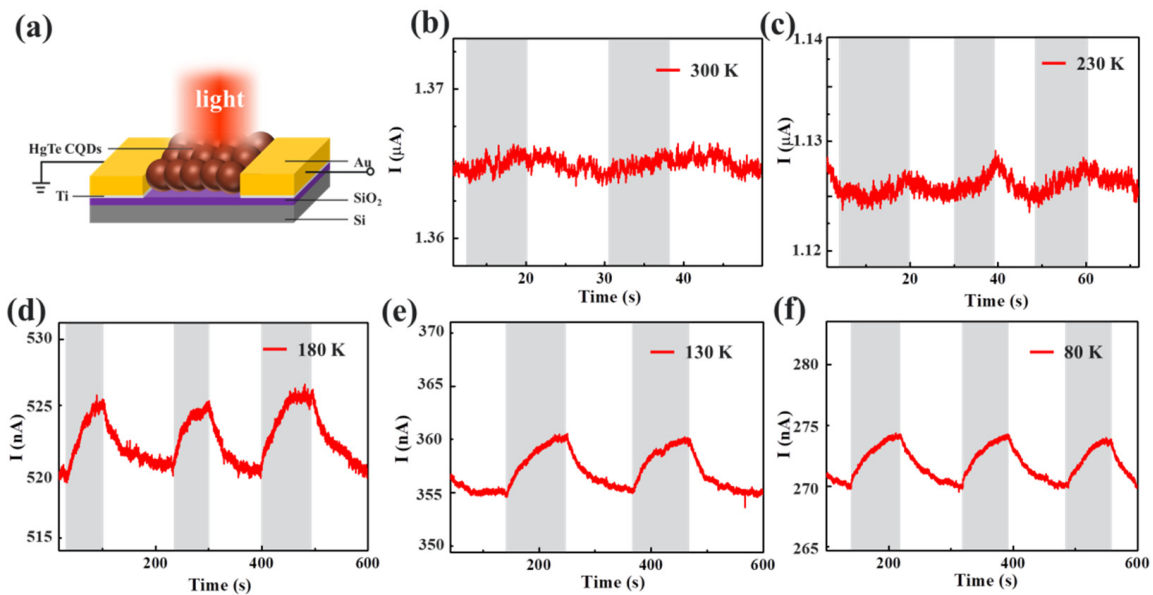 (a)
light
HgTe CQDs
Au
Ti
SiO₂
Si
(b)
300 K
1.37
1.36
I (μA)
20
30
40
Time (s)
(c)
230 K
1.14
1.13
1.12
I (μA)
20
40
60
Time (s)
(d)
180 K
530
525
520
515
I (nA)
200
400
600
Time (s)
(e)
130 K
370
365
360
355
350
I (nA)
200
400
600
Time (s)
(f)
80 K
280
275
270
265
I (nA)
200
400
600
Time (s)